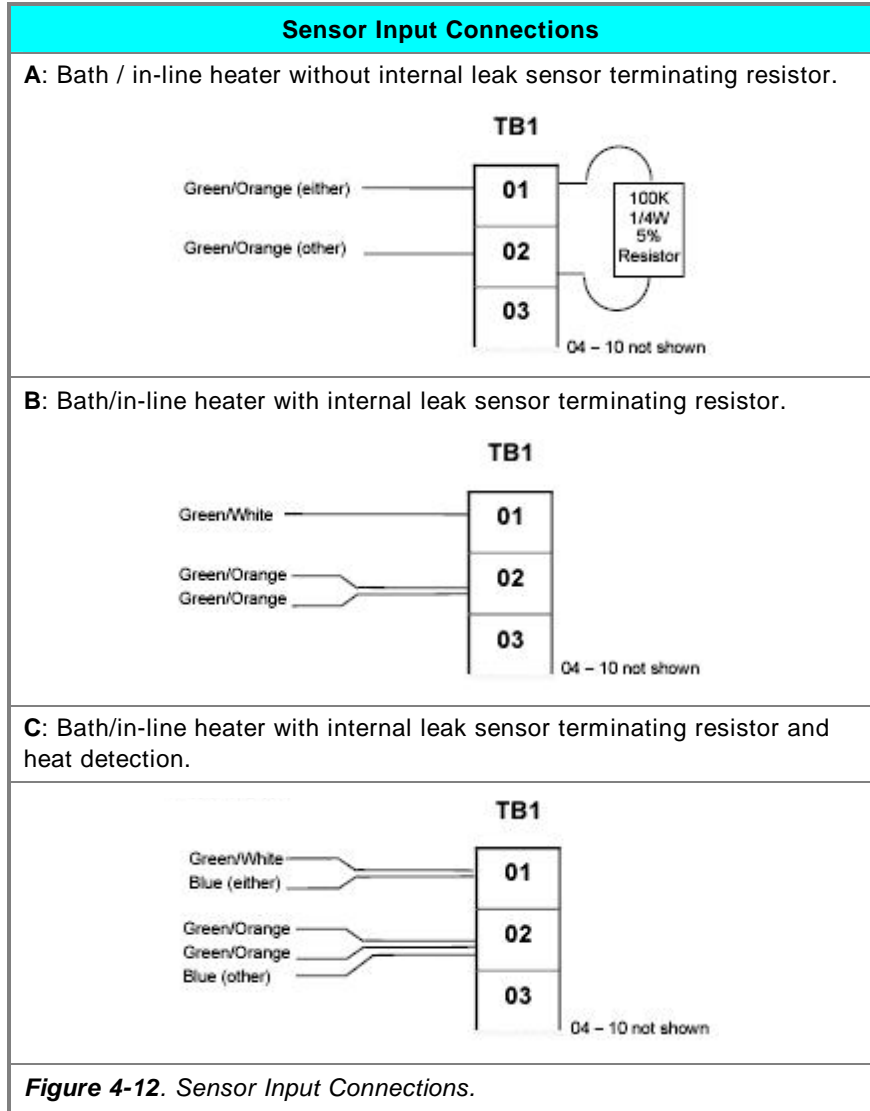 Sensor Input Connections
A: Bath / in-line heater without internal leak sensor terminating resistor.
TB1
Green/Orange (either)
01
100K
1/4W
5%
Resistor
Green/Orange (other)
02
03
04 – 10 not shown
B: Bath/in-line heater with internal leak sensor terminating resistor.
TB1
Green/White
01
Green/Orange
Green/Orange
02
03
04 – 10 not shown
C: Bath/in-line heater with internal leak sensor terminating resistor and
heat detection.
TB1
Green/White
Blue (either)
01
Green/Orange
Green/Orange
Blue (other)
02
03
04 – 10 not shown
Figure 4-12. Sensor Input Connections.